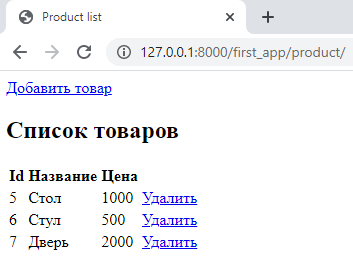 Product list
127.0.0.1:8000/first_app/product/
Добавить товар
Список товаров
Id Название Цена
5 Стол 1000 Удалить
6 Стул 500 Удалить
7 Дверь 2000 Удалить